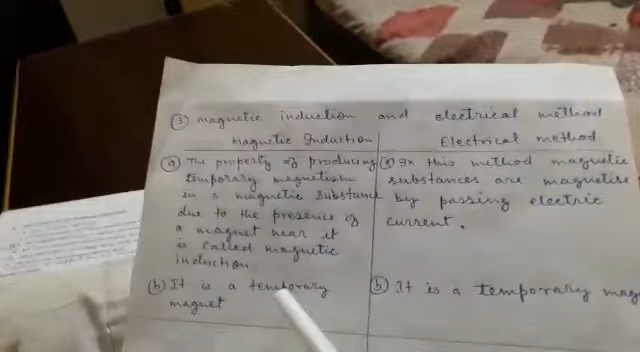 ③ magnetic induction and electrical method
Magnetic Induction
Electrical method
ⓐ The property of producing
temporary magnetism
in a magnetic substance
due to the presence of
a magnet near it
is called magnetic
induction.
ⓑ It is a temporary
magnet
ⓐ In this method magnetic
substances are magnetise
by passing electric
current.
ⓑ It is a temporary mag